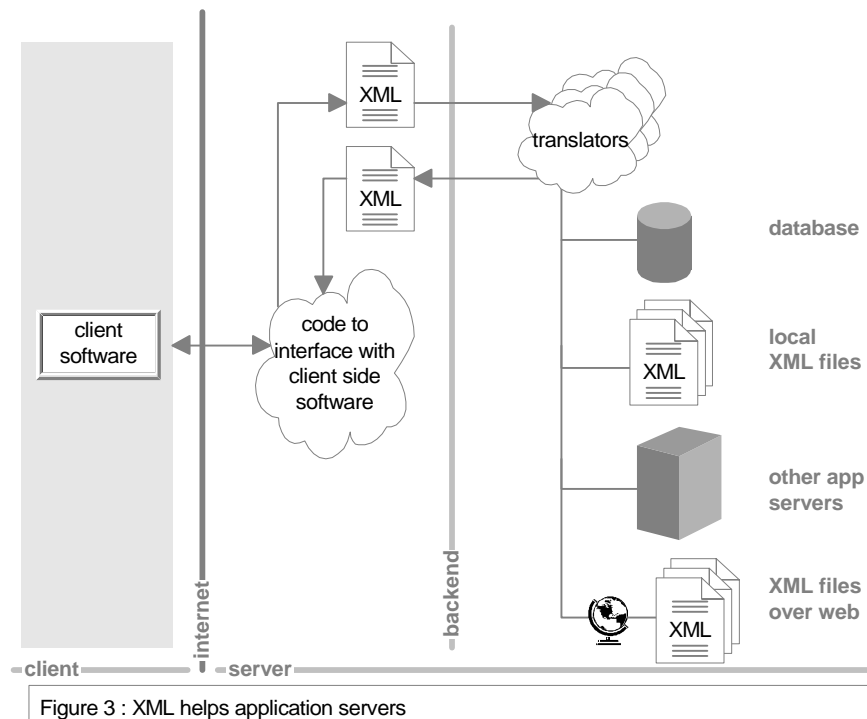 XML
translators
XML
database
client
software
code to
interface with
client side
software
local
XML files
XML
other app
servers
XML files
over web
XML
internet
backend
client
server
Figure 3 : XML helps application servers